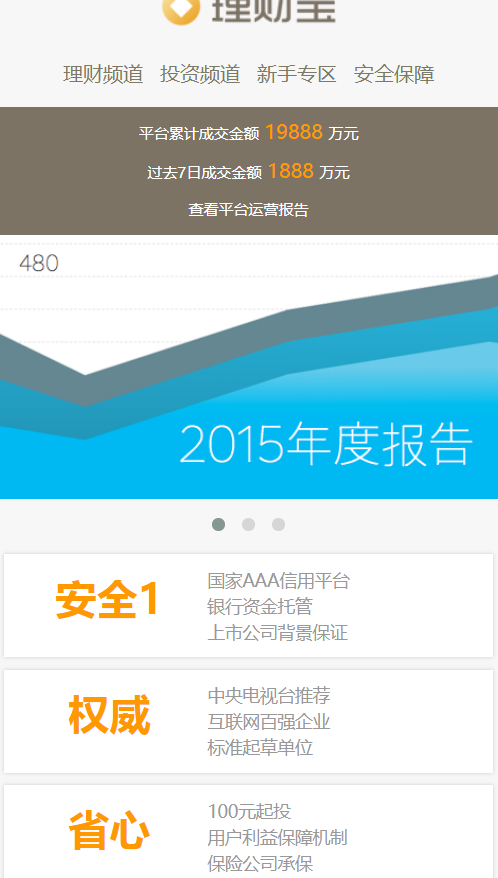 理财宝
理财频道 投资频道 新手专区 安全保障
平台累计成交金额 19888 万元
过去7日成交金额 1888 万元
查看平台运营报告
480
2015年度报告
安全1
国家AAA信用平台
银行资金托管
上市公司背景保证
权威
中央电视台推荐
互联网百强企业
标准起草单位
省心
100元起投
用户利益保障机制
保险公司承保